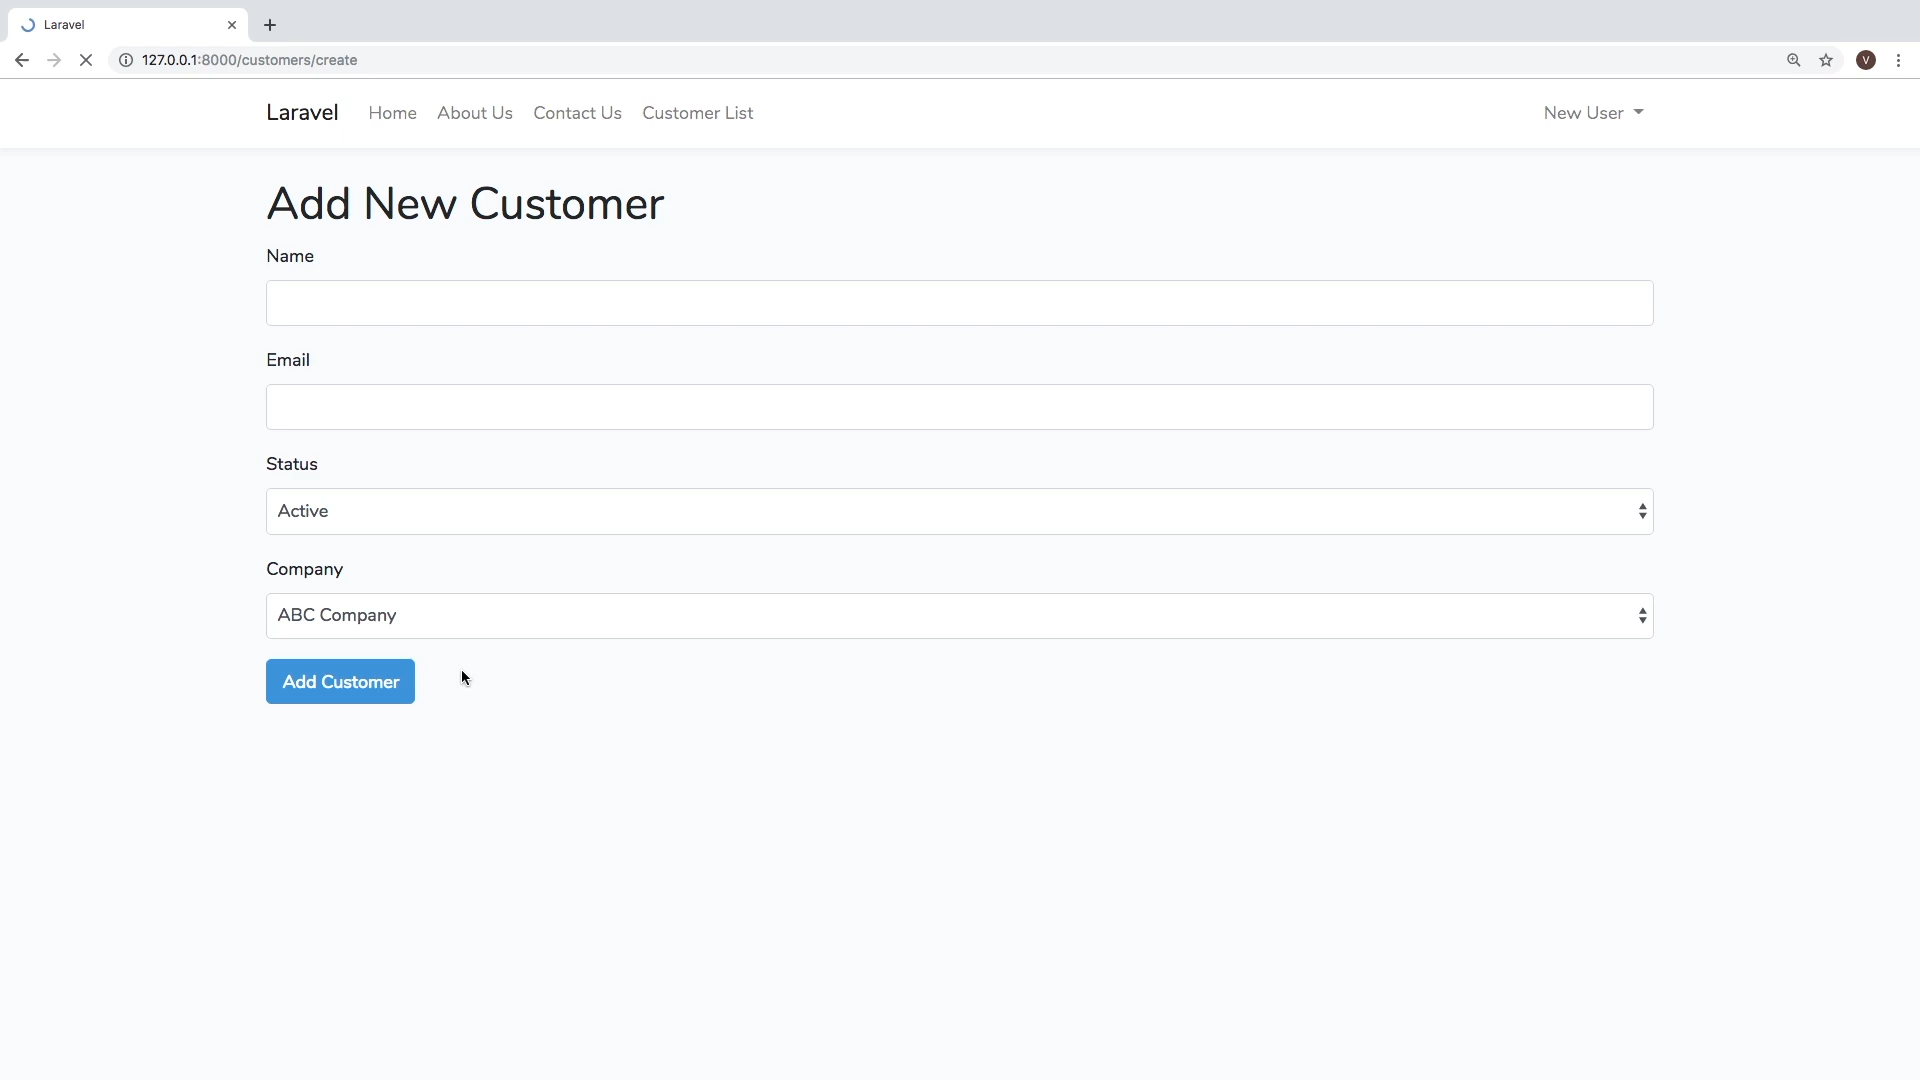 Laravel
127.0.0.1:8000/customers/create
V
Laravel Home About Us Contact Us Customer List New User
Add New Customer
Name
Email
Status
Active
Company
ABC Company
Add Customer